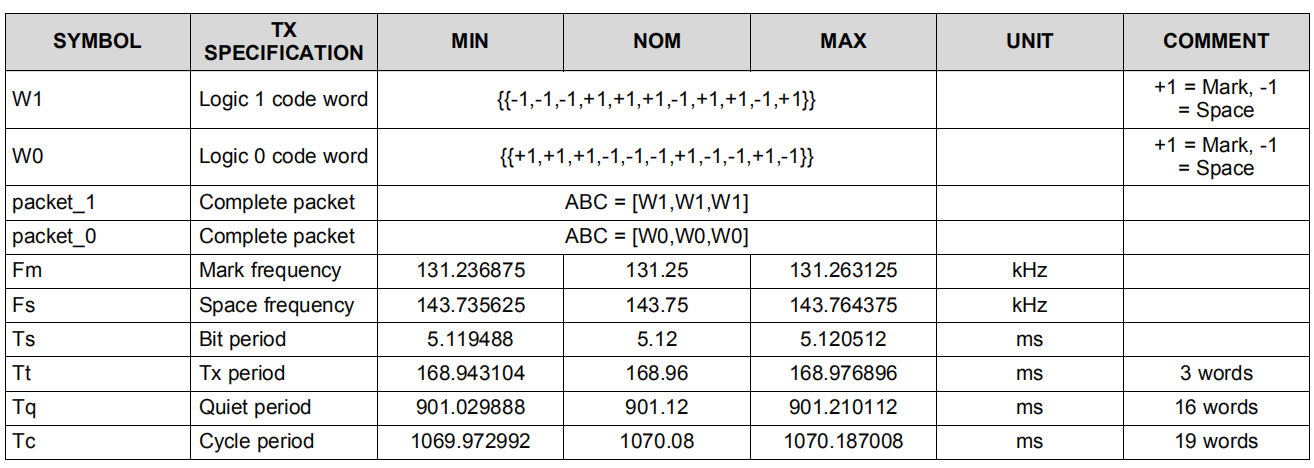 SYMBOL TX SPECIFICATION MIN NOM MAX UNIT COMMENT
W1 Logic 1 code word {{-1,-1,-1,+1,+1,+1,-1,+1,+1,-1,+1}} +1 = Mark, -1 = Space
W0 Logic 0 code word {{+1,+1,+1,-1,-1,-1,+1,-1,-1,+1,-1}} +1 = Mark, -1 = Space
packet_1 Complete packet ABC = [W1,W1,W1]
packet_0 Complete packet ABC = [W0,W0,W0]
Fm Mark frequency 131.236875 131.25 131.263125 kHz
Fs Space frequency 143.735625 143.75 143.764375 kHz
Ts Bit period 5.119488 5.12 5.120512 ms
Tt Tx period 168.943104 168.96 168.976896 ms 3 words
Tq Quiet period 901.029888 901.12 901.210112 ms 16 words
Tc Cycle period 1069.972992 1070.08 1070.187008 ms 19 words